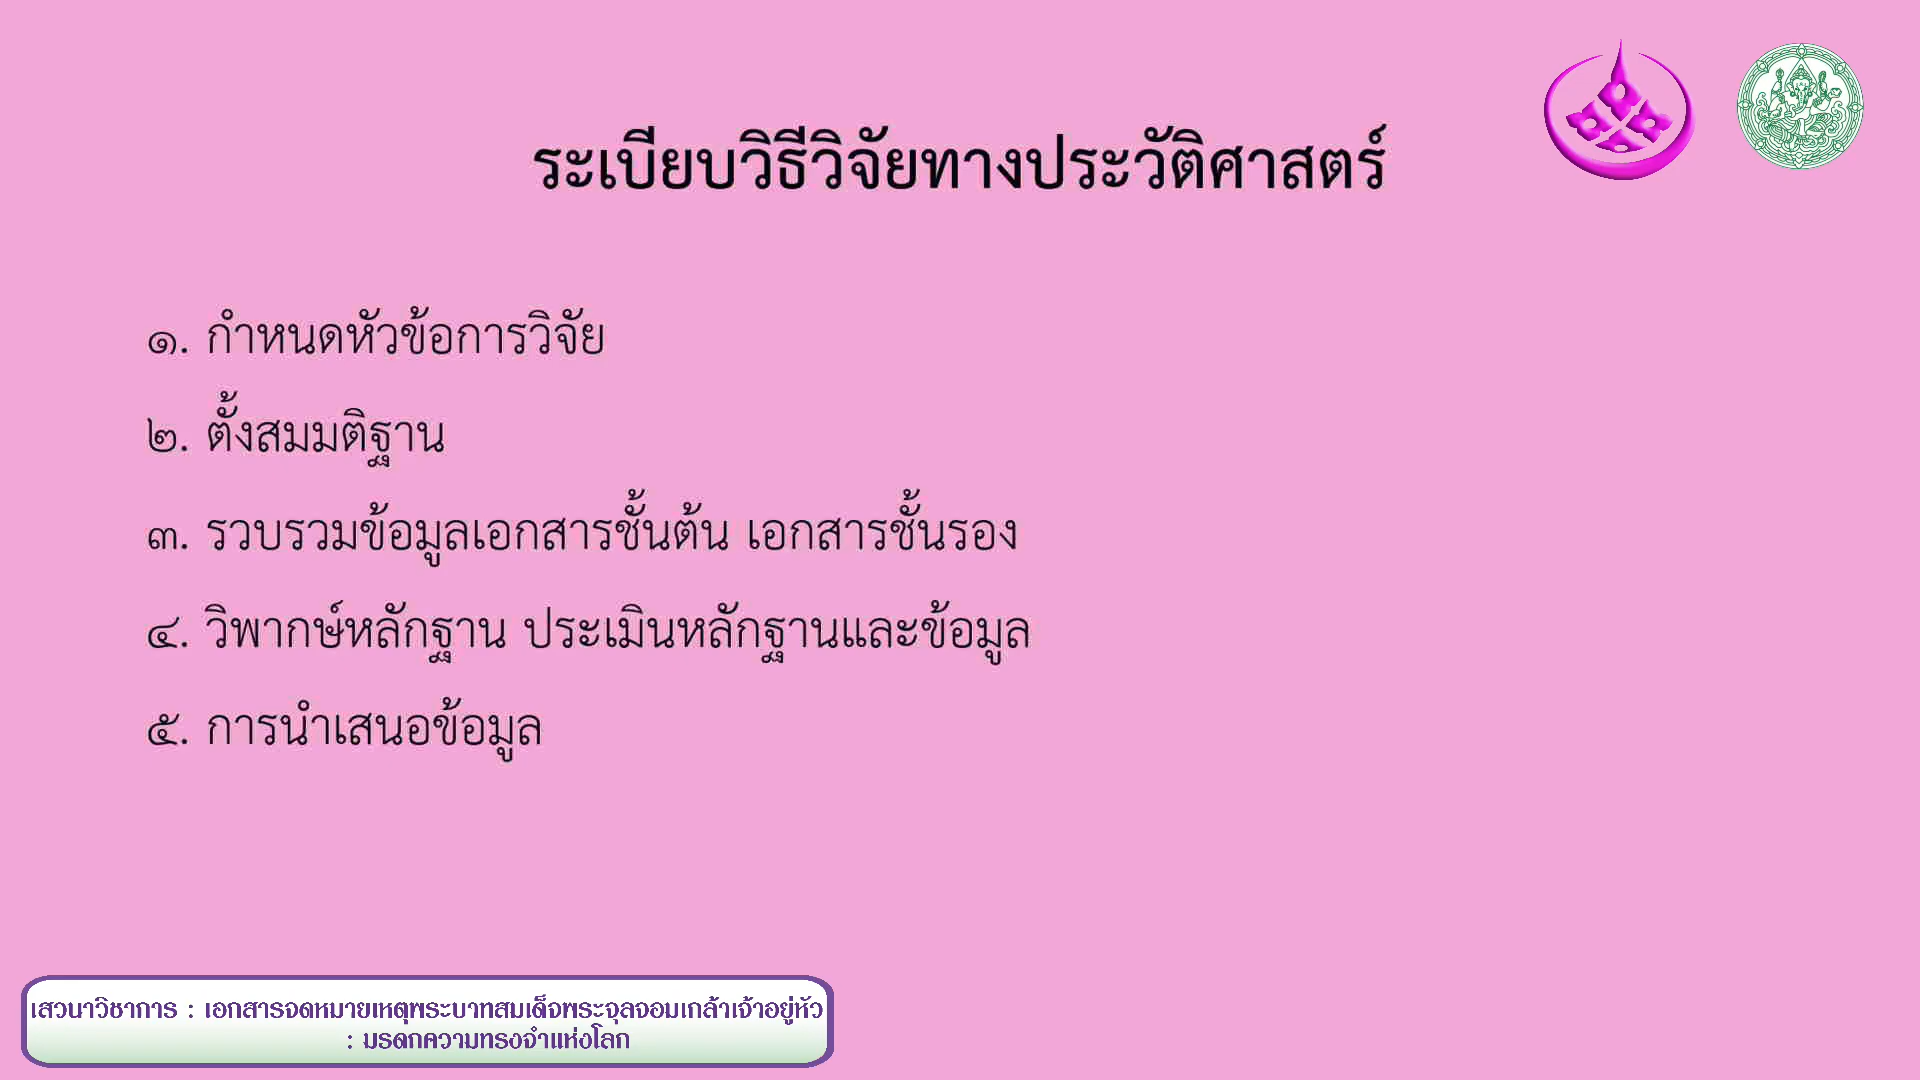 ระเบียบวิธีวิจัยทางประวัติศาสตร์
๑. กำหนดหัวข้อการวิจัย
๒. ตั้งสมมติฐาน
๓. รวบรวมข้อมูลเอกสารชั้นต้น เอกสารชั้นรอง
๔. วิพากษ์หลักฐาน ประเมินหลักฐานและข้อมูล
๕. การนำเสนอข้อมูล
เสวนาวิชาการ : เอกสารจดหมายเหตุพระบาทสมเด็จพระจุลจอมเกล้าเจ้าอยู่หัว
: มรดกความทรงจำแห่งโลก